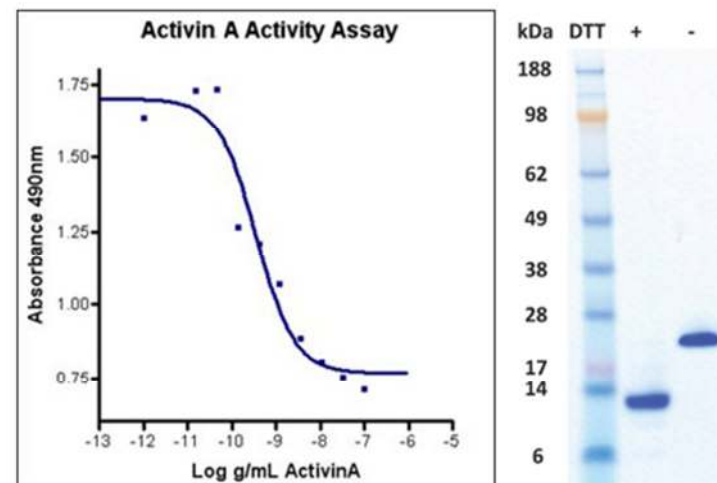 Activin A Activity Assay
Absorbance 490nm
1.75
1.50
1.25
1.00
0.75
-13 -12 -11 -10 -9 -8 -7 -6 -5
Log g/mL ActivinA
kDa DTT + -
188
98
62
49
38
28
17
14
6